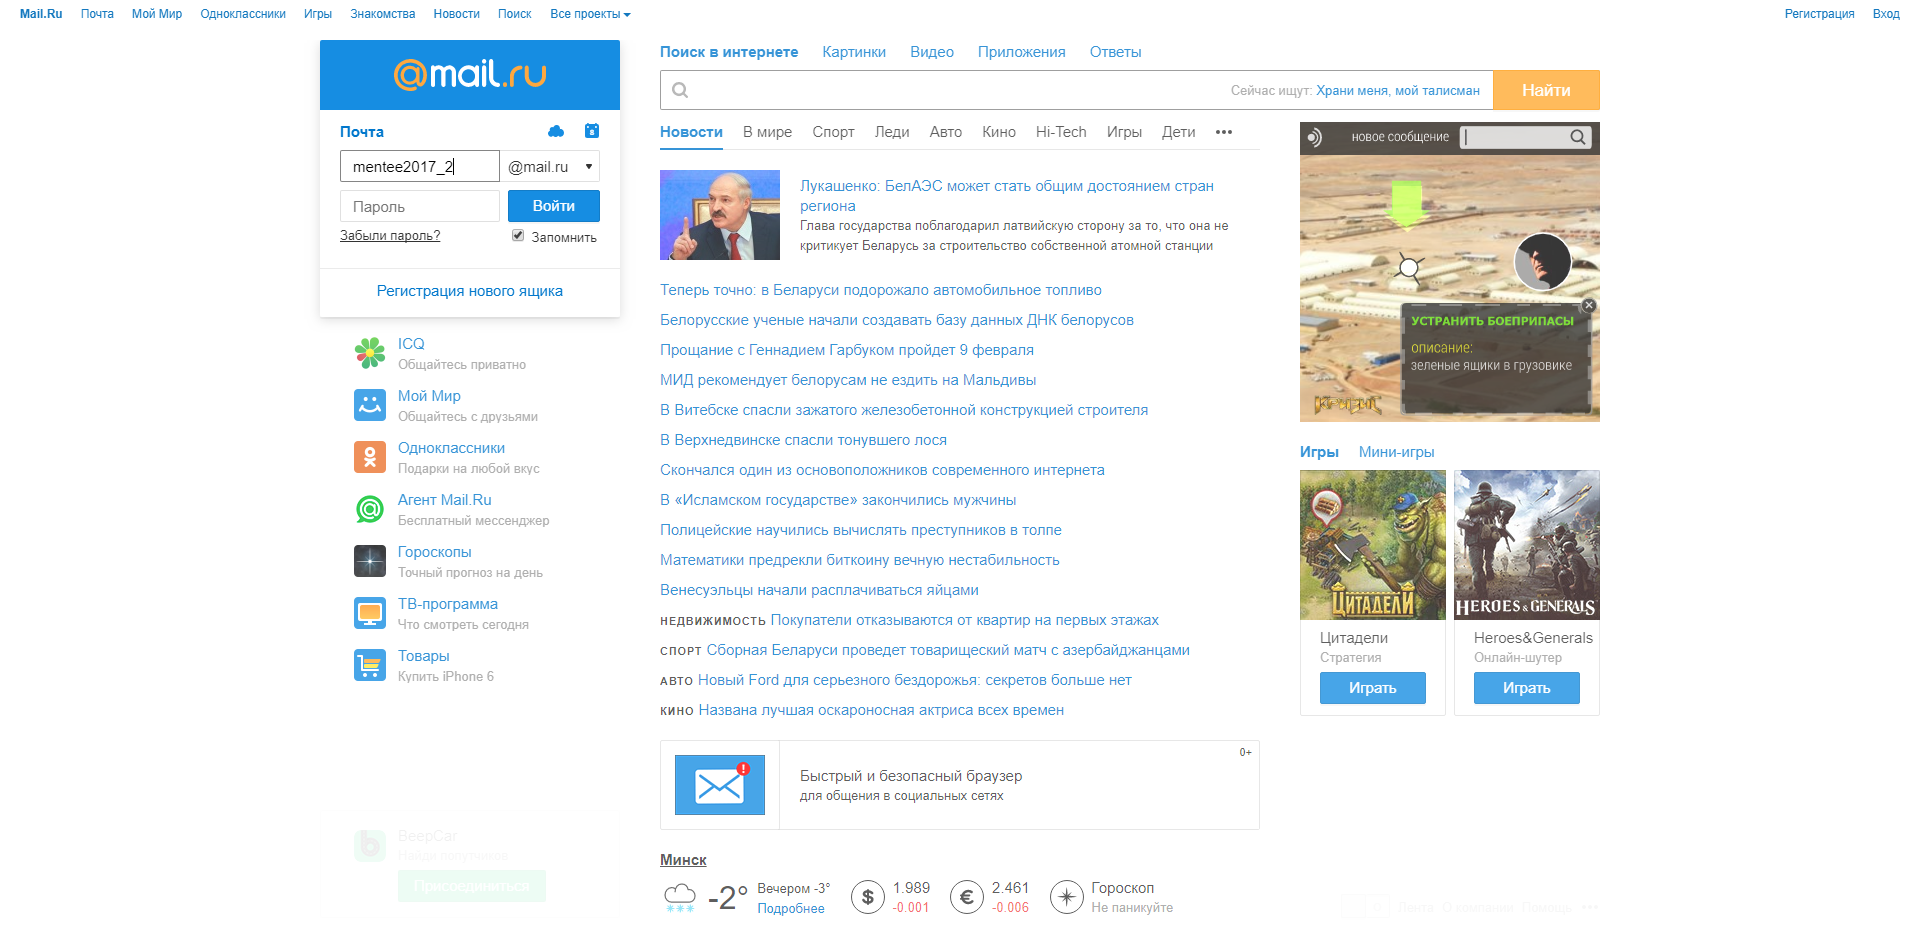 Mail.Ru Почта Мой Мир Одноклассники Игры Знакомства Новости Поиск Все проекты
Регистрация Вход
@mail.ru
Почта
mentee2017_2 @mail.ru
Пароль Войти
Забыли пароль? Запомнить
Регистрация нового ящика
ICQ
Общайтесь приватно
Мой Мир
Общайтесь с друзьями
Одноклассники
Подарки на любой вкус
Агент Mail.Ru
Бесплатный мессенджер
Гороскопы
Точный прогноз на день
ТВ-программа
Что смотреть сегодня
Товары
Купить iPhone 6
BeepCar
Найди попутчиков
Присоединиться
Поиск в интернете Картинки Видео Приложения Ответы
Сейчас ищут: Храни меня, мой талисман Найти
Новости В мире Спорт Леди Авто Кино Hi-Tech Игры Дети •••
Лукашенко: БелАЭС может стать общим достоянием стран
региона
Глава государства поблагодарил латвийскую сторону за то, что она не
критикует Беларусь за строительство собственной атомной станции
Теперь точно: в Беларуси подорожало автомобильное топливо
Белорусские ученые начали создавать базу данных ДНК белорусов
Прощание с Геннадием Гарбуком пройдет 9 февраля
МИД рекомендует белорусам не ездить на Мальдивы
В Витебске спасли зажатого железобетонной конструкцией строителя
В Верхнедвинске спасли тонувшего лося
Скончался один из основоположников современного интернета
В «Исламском государстве» закончились мужчины
Полицейские научились вычислять преступников в толпе
Математики предрекли биткоину вечную нестабильность
Венесуэльцы начали расплачиваться яйцами
НЕДВИЖИМОСТЬ Покупатели отказываются от квартир на первых этажах
СПОРТ Сборная Беларуси проведет товарищеский матч с азербайджанцами
АВТО Новый Ford для серьезного бездорожья: секретов больше нет
КИНО Названа лучшая оскароносная актриса всех времен
0+
Быстрый и безопасный браузер
для общения в социальных сетях
Минск
-2° Вечером -3° Подробнее
$ 1.989 -0.001
€ 2.461 -0.006
Гороскоп
Не паникуйте
новое сообщение
УСТРАНИТЬ БОЕПРИПАСЫ
описание:
зеленые ящики в грузовике
КРИЗИС
Игры Мини-игры
ЦИТАДЕЛИ
HEROES & GENERALS
Цитадели
Стратегия
Играть
Heroes&Generals
Онлайн-шутер
Играть
Лента О компании Помощь •••